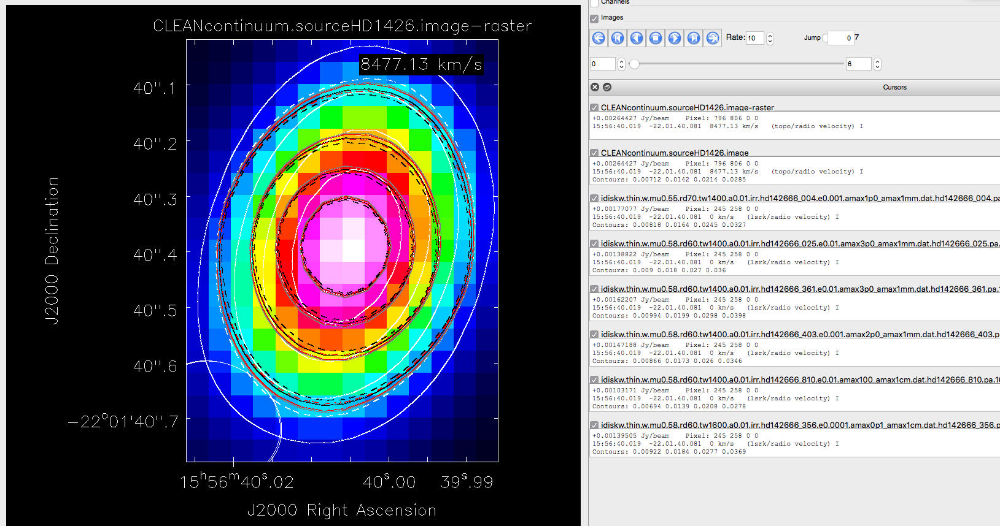 CLEANcontinuum.sourceHD1426.image-raster
8477.13 km/s
40".1
40".2
40".3
40".4
40".5
40".6
-22°01'40".7
J2000 Declination
15h56m40s.02
40s.00
39s.99
J2000 Right Ascension
Channels
Images
Rate: 10
Jump 0 7
0
6
Cursors
CLEANcontinuum.sourceHD1426.image-raster
+0.00264427 Jy/beam Pixel: 796 806 0 0
15:56:40.019 -22.01.40.081 8477.13 km/s (topo/radio velocity) I
CLEANcontinuum.sourceHD1426.image
+0.00264427 Jy/beam Pixel: 796 806 0 0
15:56:40.019 -22.01.40.081 8477.13 km/s (topo/radio velocity) I
Contours: 0.00712 0.0142 0.0214 0.0285
idiskw.thin.w.mu0.55.rd70.tw1400.a0.01.irr.hd142666_004.e0.001.amax1p0_amax1mm.dat.hd142666_004.pa
+0.00177077 Jy/beam Pixel: 245 258 0 0
15:56:40.019 -22.01.40.081 0 km/s (lsrk/radio velocity) I
Contours: 0.00818 0.0164 0.0245 0.0327
idiskw.thin.w.mu0.58.rd60.tw1400.a0.01.irr.hd142666_025.e0.01.amax3p0_amax1mm.dat.hd142666_025.pa.
+0.00138822 Jy/beam Pixel: 245 258 0 0
15:56:40.019 -22.01.40.081 0 km/s (lsrk/radio velocity) I
Contours: 0.009 0.018 0.027 0.036
idiskw.thin.w.mu0.58.rd60.tw1400.a0.01.irr.hd142666_361.e0.01.amax3p0_amax1mm.dat.hd142666_361.pa.
+0.00162207 Jy/beam Pixel: 245 258 0 0
15:56:40.019 -22.01.40.081 0 km/s (lsrk/radio velocity) I
Contours: 0.00994 0.0199 0.0298 0.0398
idiskw.thin.w.mu0.58.rd60.tw1400.a0.01.irr.hd142666_403.e0.001.amax2p0_amax1mm.dat.hd142666_403.p
+0.00147188 Jy/beam Pixel: 245 258 0 0
15:56:40.019 -22.01.40.081 0 km/s (lsrk/radio velocity) I
Contours: 0.00866 0.0173 0.026 0.0346
idiskw.thin.w.mu0.58.rd60.tw1400.a0.01.irr.hd142666_810.e0.01.amax100_amax1cm.dat.hd142666_810.pa.10
+0.00103171 Jy/beam Pixel: 245 258 0 0
15:56:40.019 -22.01.40.081 0 km/s (lsrk/radio velocity) I
Contours: 0.00694 0.0139 0.0208 0.0278
idiskw.thin.w.mu0.58.rd60.tw1600.a0.01.irr.hd142666_356.e0.0001.amax0p1_amax1cm.dat.hd142666_356.p
+0.00139505 Jy/beam Pixel: 245 258 0 0
15:56:40.019 -22.01.40.081 0 km/s (lsrk/radio velocity) I
Contours: 0.00922 0.0184 0.0277 0.0369